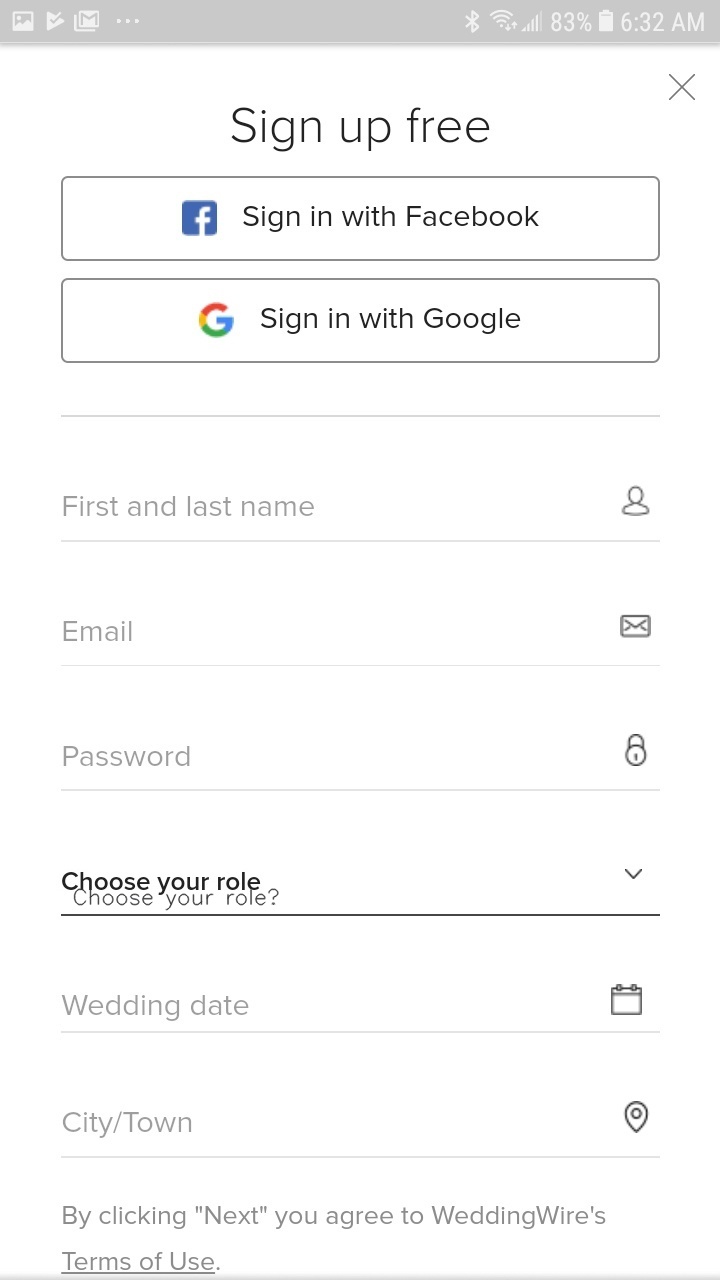 83% 6:32 AM
Sign up free
Sign in with Facebook
Sign in with Google
First and last name
Email
Password
Choose your role
Choose your role?
Wedding date
City/Town
By clicking "Next" you agree to WeddingWire's
Terms of Use.